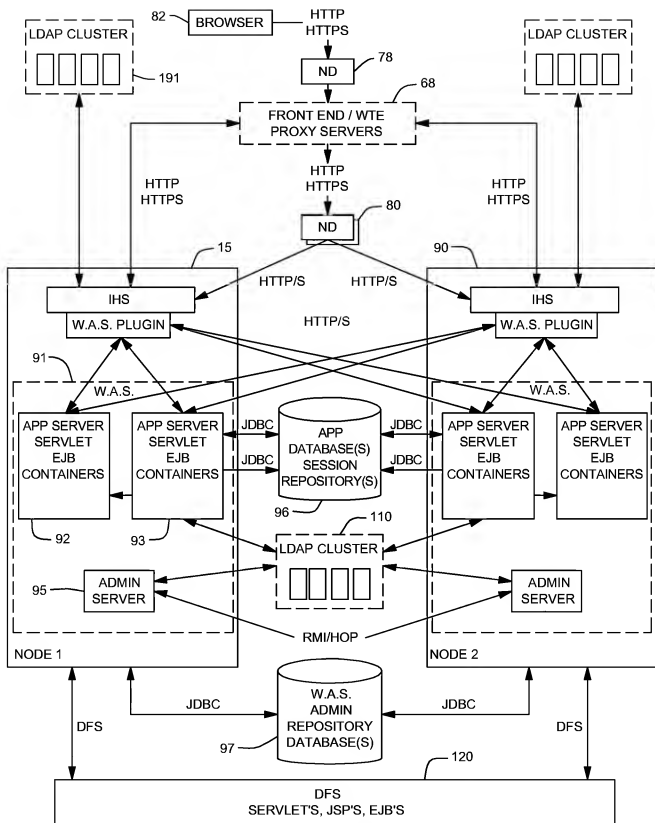 82
BROWSER
HTTP
HTTPS
LDAP CLUSTER
191
LDAP CLUSTER
ND
78
68
FRONT END / WTE
PROXY SERVERS
HTTP
HTTPS
HTTP
HTTPS
HTTP
HTTPS
ND
80
15
90
HTTP/S
HTTP/S
IHS
W.A.S. PLUGIN
HTTP/S
IHS
W.A.S. PLUGIN
91
W.A.S.
W.A.S.
APP SERVER
SERVLET
EJB
CONTAINERS
92
APP SERVER
SERVLET
EJB
CONTAINERS
93
JDBC
JDBC
APP
DATABASE(S)
SESSION
REPOSITORY(S)
96
JDBC
JDBC
APP SERVER
SERVLET
EJB
CONTAINERS
APP SERVER
SERVLET
EJB
CONTAINERS
110
LDAP CLUSTER
95
ADMIN
SERVER
ADMIN
SERVER
RMI/HOP
NODE 1
NODE 2
W.A.S.
ADMIN
REPOSITORY
DATABASE(S)
97
JDBC
JDBC
DFS
DFS
120
DFS
SERVLET'S, JSP'S, EJB'S